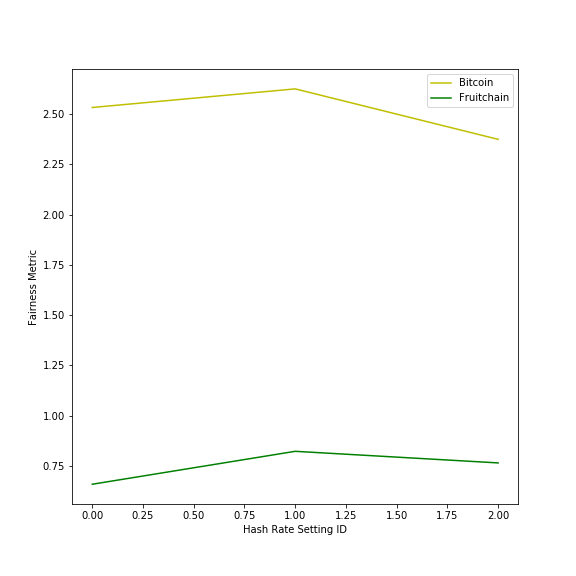 Bitcoin
Fruitchain
2.50
2.25
2.00
1.75
1.50
1.25
1.00
0.75
Fairness Metric
0.00 0.25 0.50 0.75 1.00 1.25 1.50 1.75 2.00
Hash Rate Setting ID